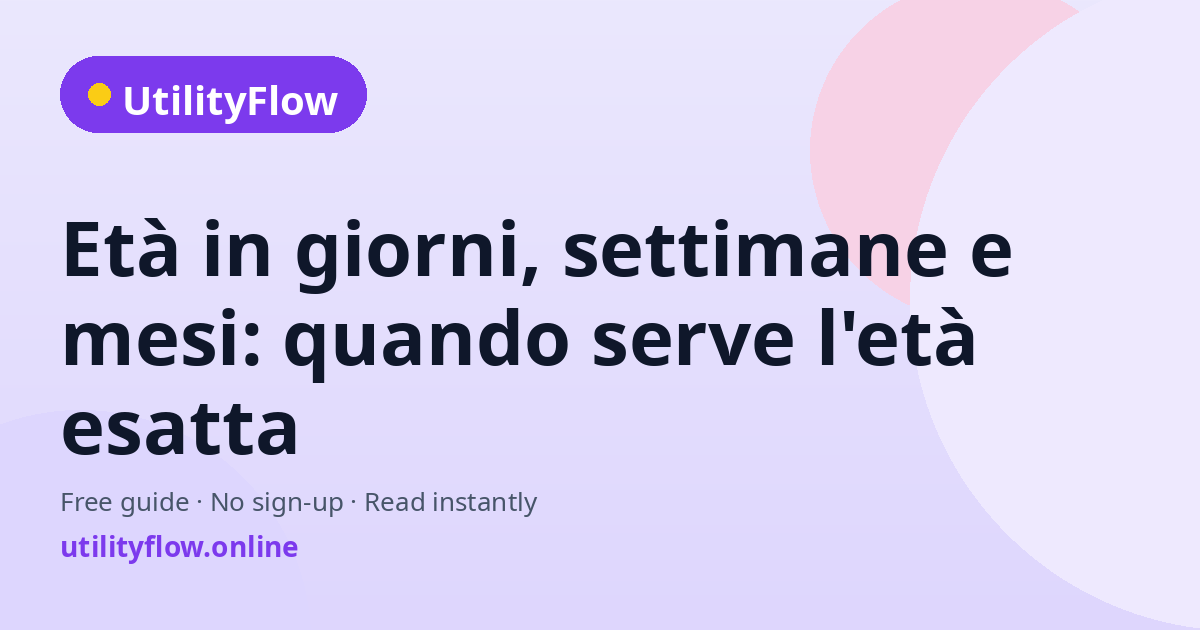 UtilityFlow
Età in giorni, settimane e
mesi: quando serve l'età
esatta
Free guide · No sign-up · Read instantly
utilityflow.online